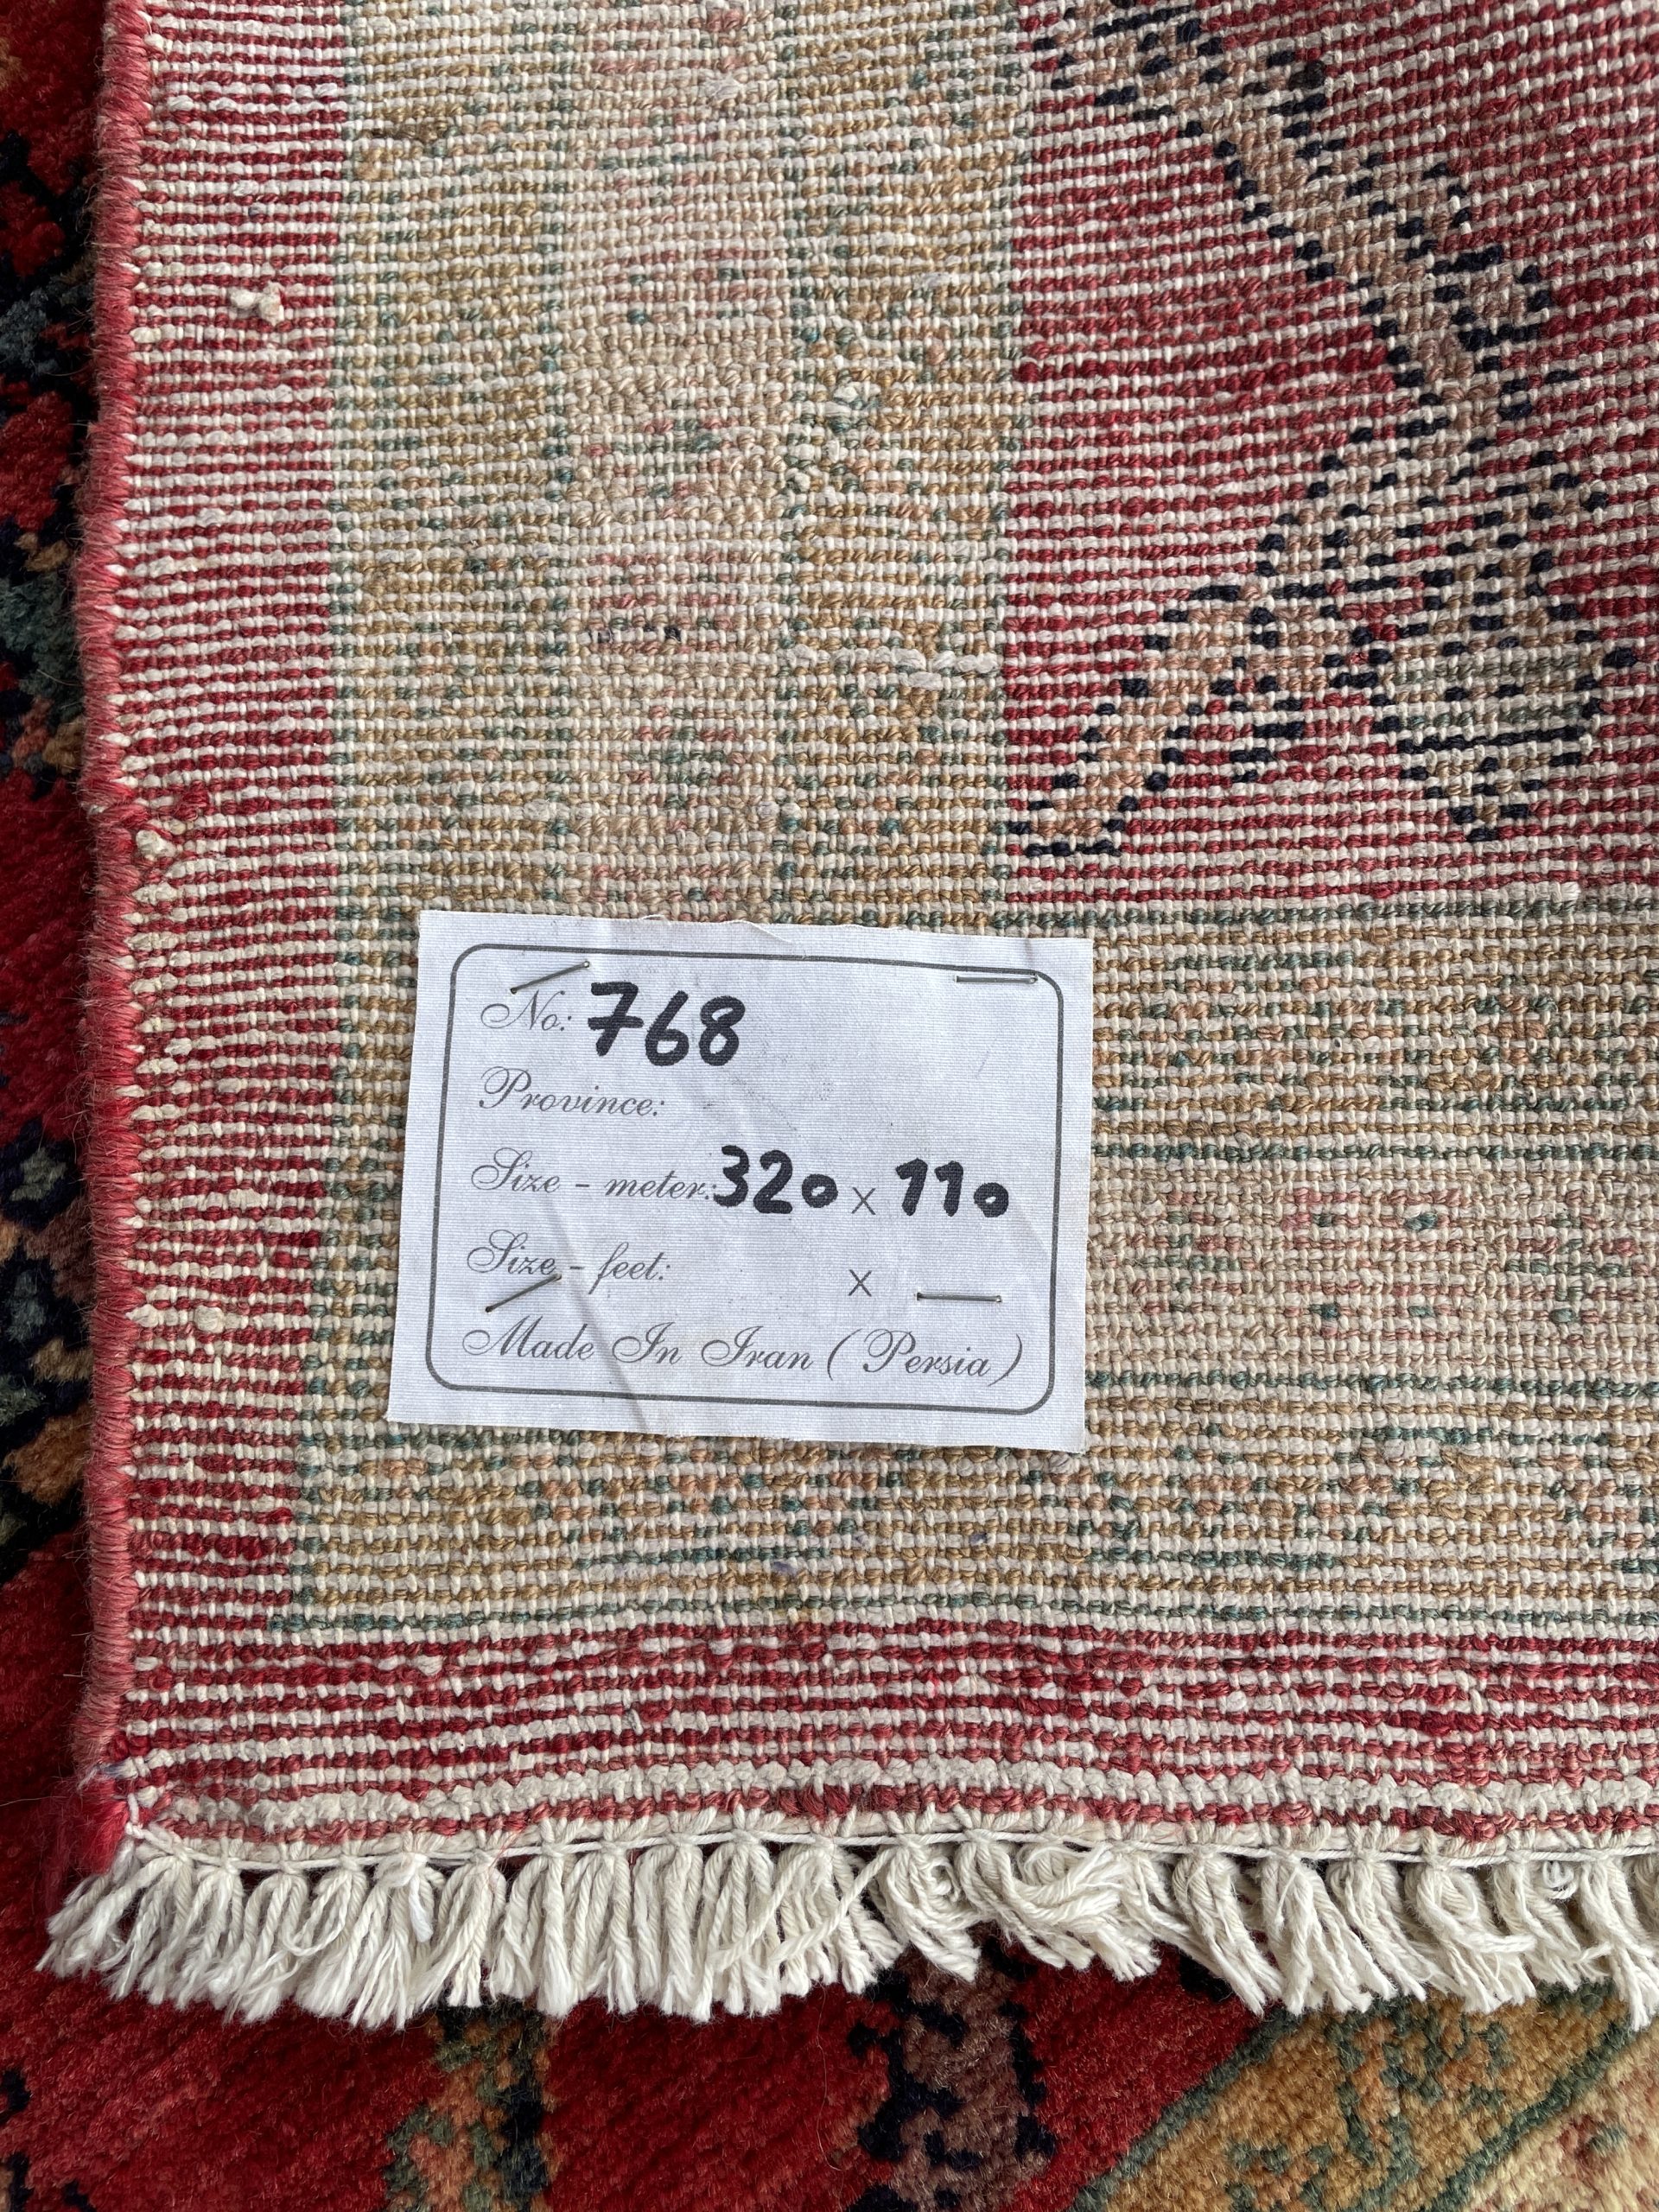 No: 768
Province:
Size - meter: 320 x 110
Size - feet: x
Made In Iran ( Persia )